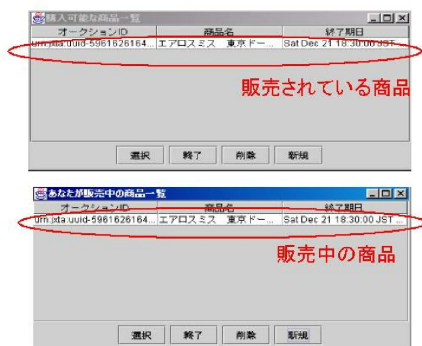 購入可能な商品一覧
オークションID 商品名 終了期日
urn:jxta:uuid-5961626164... エアロスミス 東京ドー... Sat Dec 21 18:30:00 JST ...
販売されている商品
選択 終了 削除 新規
あなたが販売中の商品一覧
オークションID 商品名 終了期日
urn:jxta:uuid-5961626164... エアロスミス 東京ドー... Sat Dec 21 18:30:00 JST ...
販売中の商品
選択 終了 削除 新規